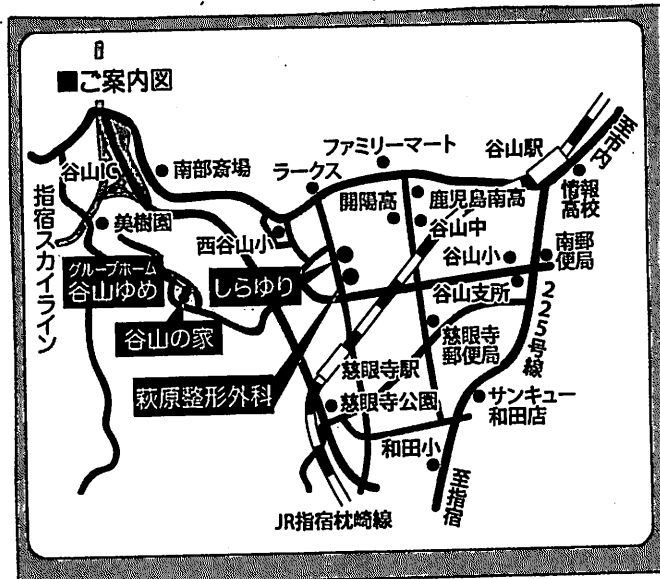 ■ご案内図
ファミリーマート
谷山駅
至市内
谷山IC
南部斎場
ラークス
情報
高校
開陽高
鹿児島南高
谷山中
指宿スカイライン
美樹園
西谷山小
谷山小
南郵
便局
グループホーム
谷山ゆめ
しらゆり
谷山支所
225号線
谷山の家
慈眼寺
郵便局
慈眼寺駅
萩原整形外科
慈眼寺公園
サンキュー
和田店
和田小
至指宿
JR指宿枕崎線